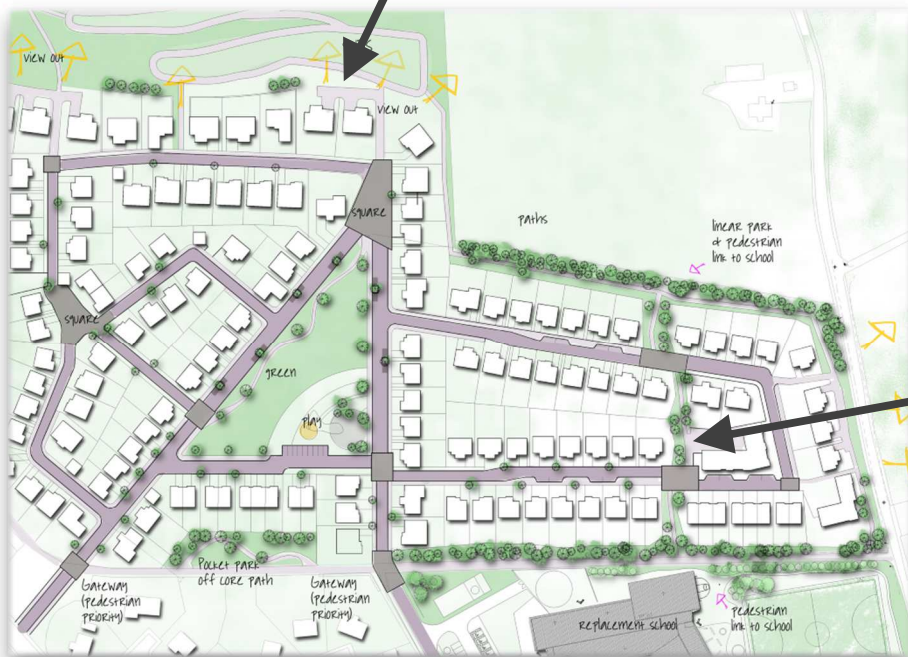 view out
view out
square
paths
linear park
& pedestrian
link to school
square
green
play
Pocket park
off core path
Gateway
(pedestrian
priority)
Gateway
(pedestrian
priority)
replacement school
pedestrian
link to school